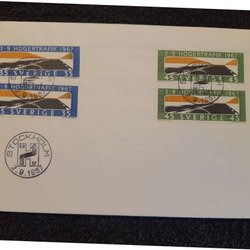 3-9 HÖGERTRAFIK 1967
35 SVERIGE 35
3-9 HÖGERTRAFIK 1967
35 SVERIGE 35
3-9 HÖGERTRAFIK 1967
45 SVERIGE 45
3-9 HÖGERTRAFIK 1967
45 SVERIGE 45
STOCKHOLM
2.9.1967